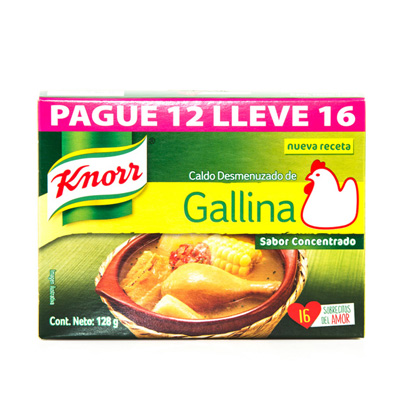 PAGUE 12 LLEVE 16
nueva receta
Knorr
Caldo Desmenuzado de
Gallina
Sabor Concentrado
Cont. Neto: 128 g
16
SOBRECITOS
DEL AMOR